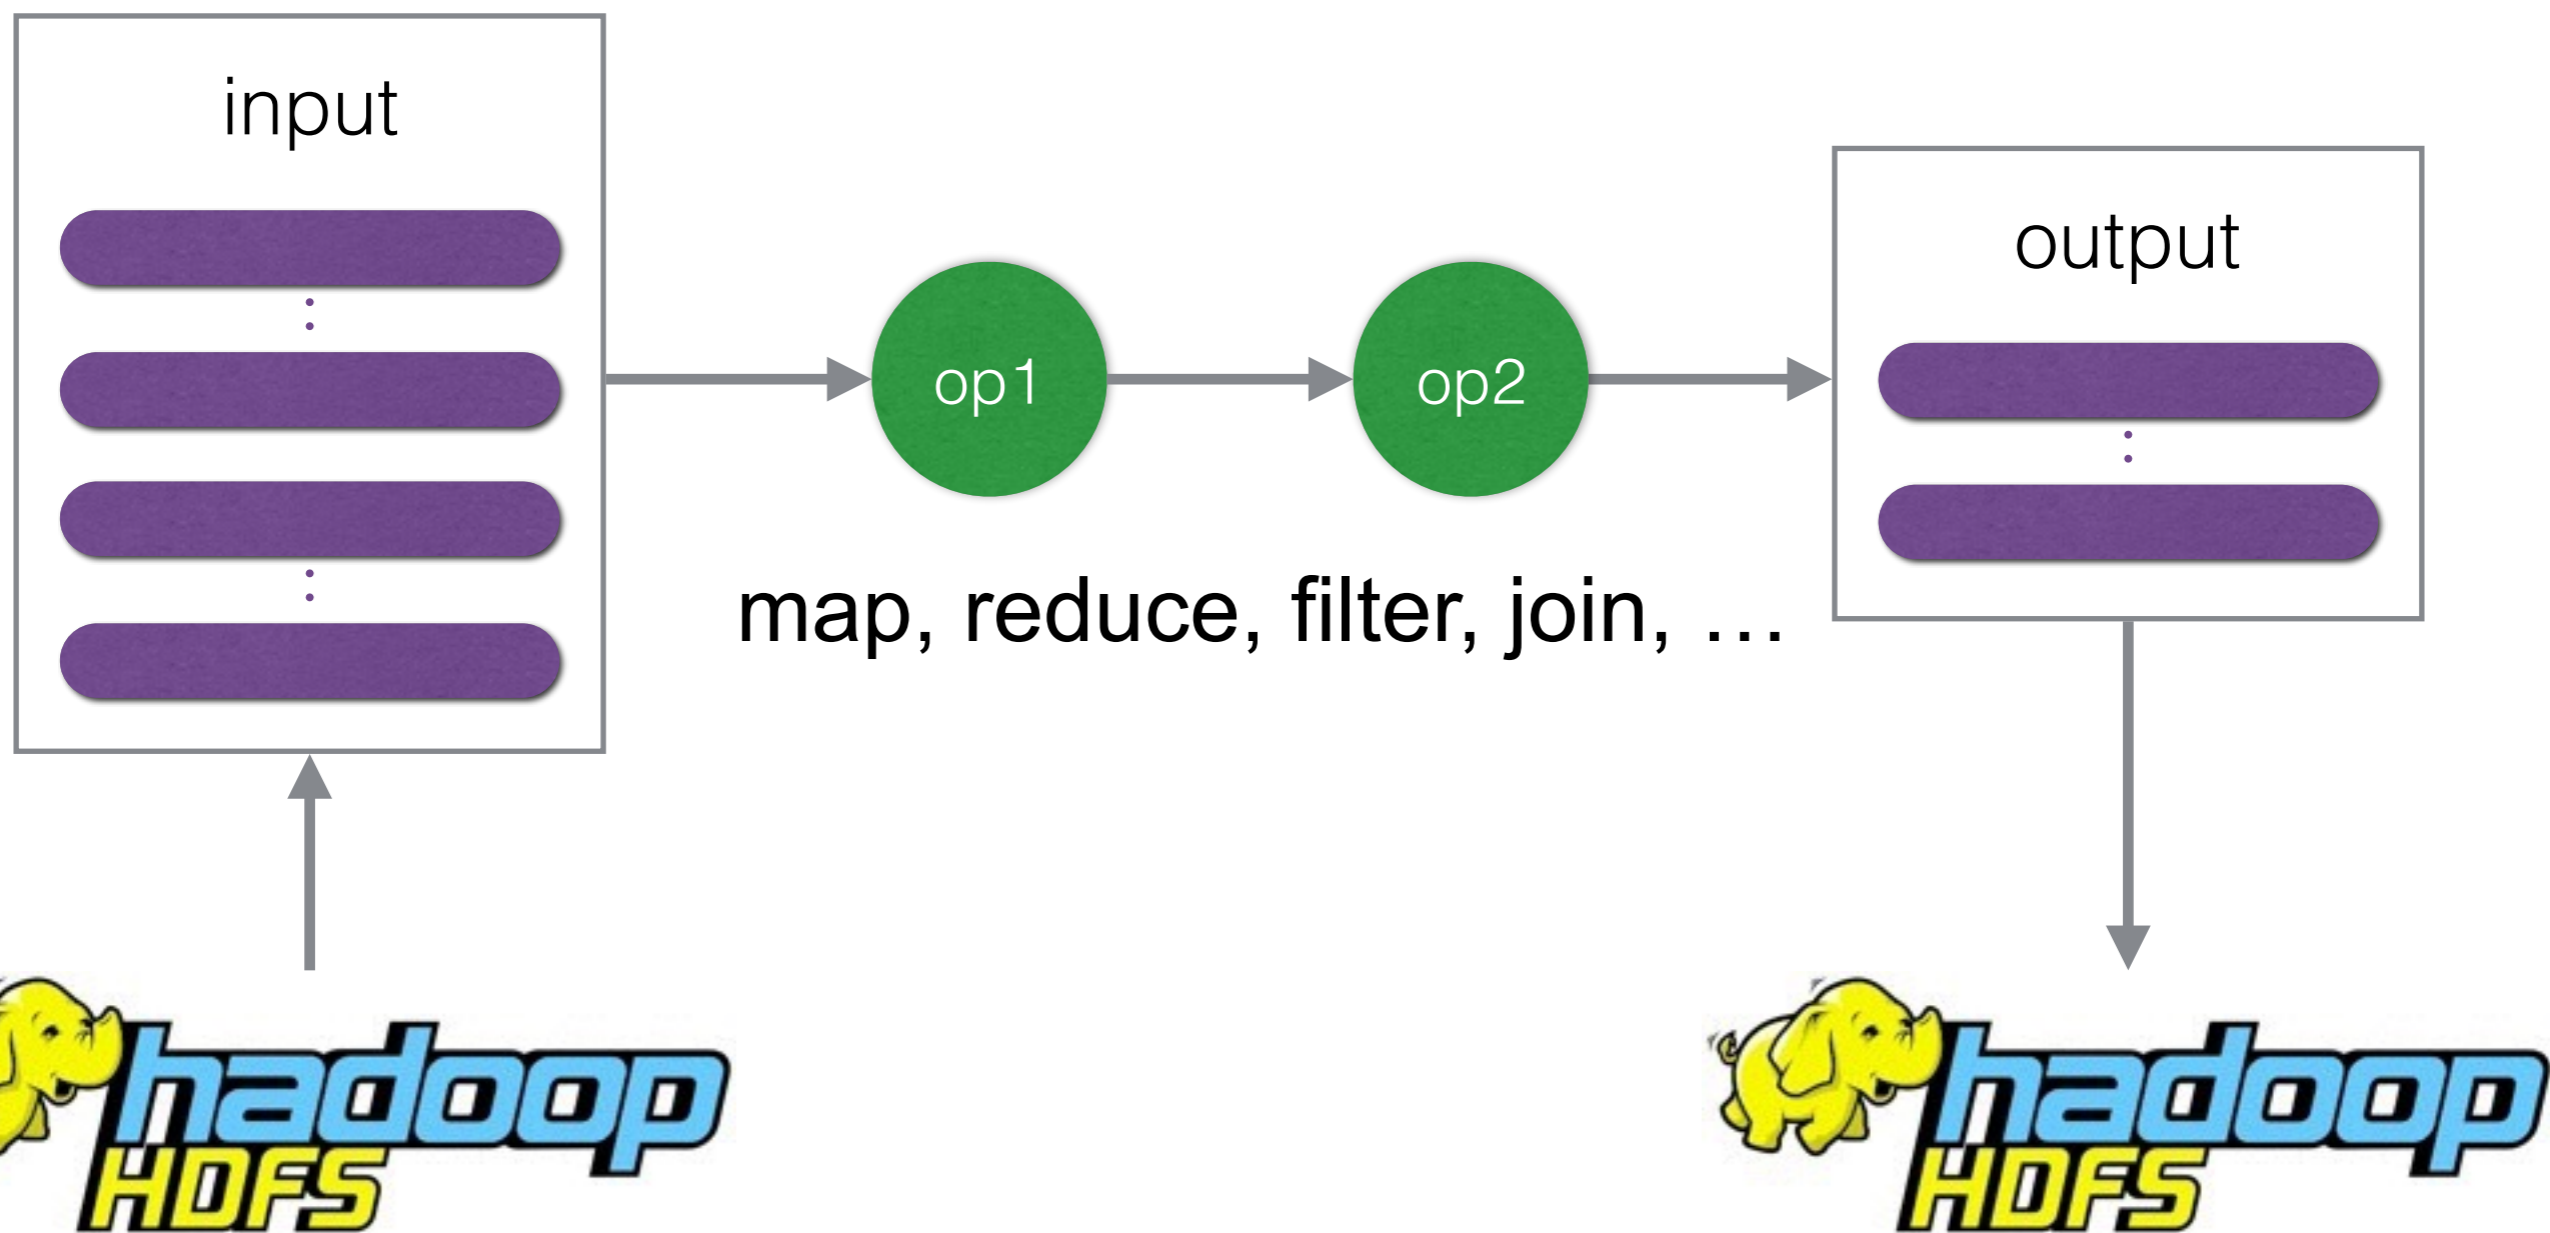 input
output
op1
op2
map, reduce, filter, join, …
hadoop
HDFS
hadoop
HDFS